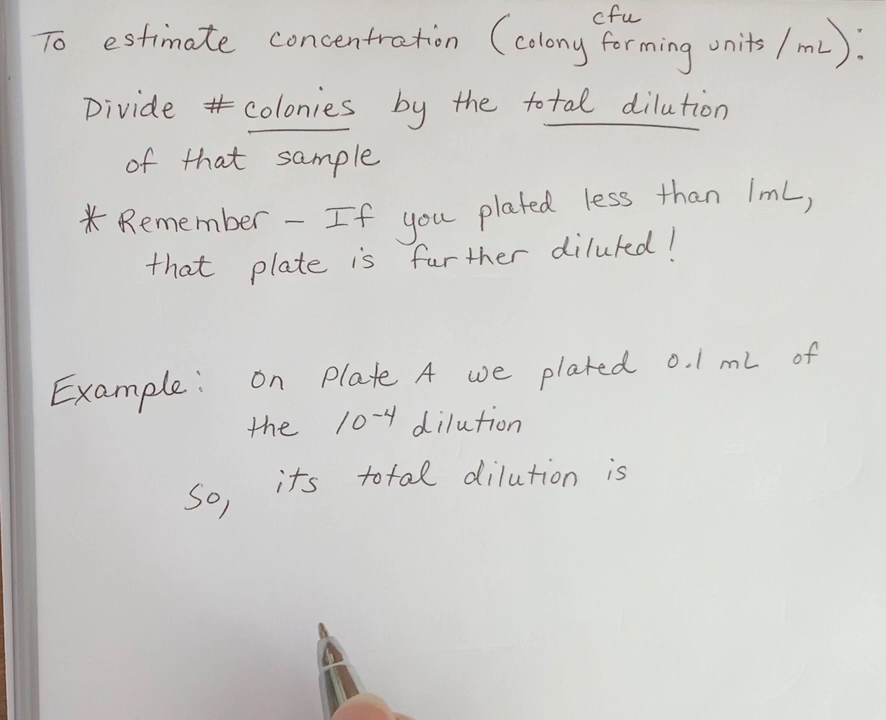 cfu
To estimate concentration (colony forming units / mL):
Divide # colonies by the total dilution
of that sample
* Remember - If you plated less than 1mL,
that plate is further diluted!
Example: On Plate A we plated 0.1 mL of
the 10⁻⁴ dilution
So, its total dilution is